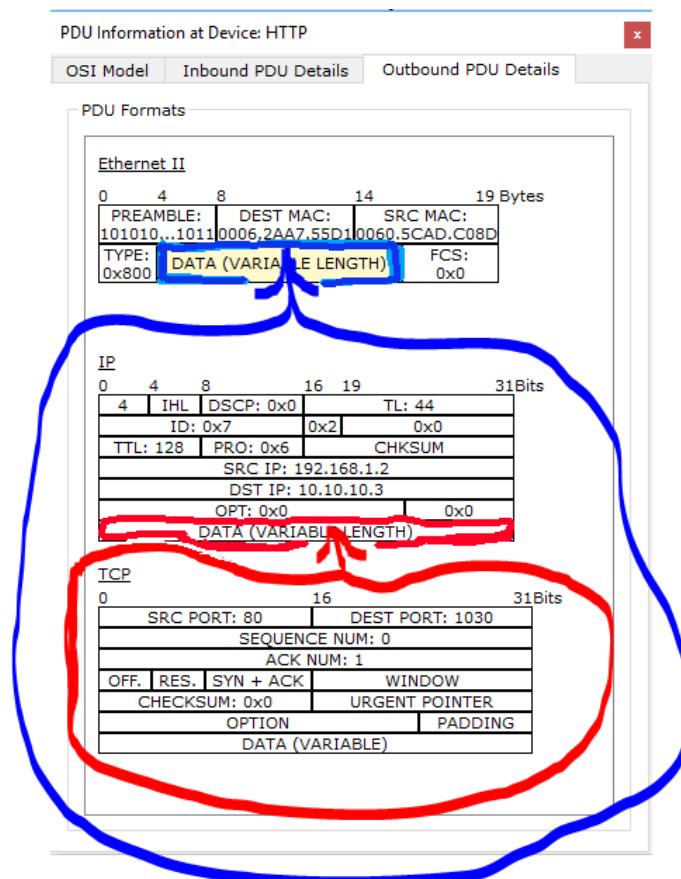 PDU Information at Device: HTTP x
OSI Model Inbound PDU Details Outbound PDU Details
PDU Formats
Ethernet II
0 4 8 14 19 Bytes
PREAMBLE: DEST MAC: SRC MAC:
101010...1011 0006.2AA7.55D1 0060.5CAD.C08D
TYPE: DATA (VARIABLE LENGTH) FCS:
0x800 0x0
IP
0 4 8 16 19 31Bits
4 IHL DSCP: 0x0 TL: 44
ID: 0x7 0x2 0x0
TTL: 128 PRO: 0x6 CHKSUM
SRC IP: 192.168.1.2
DST IP: 10.10.10.3
OPT: 0x0 0x0
DATA (VARIABLE LENGTH)
TCP
0 16 31Bits
SRC PORT: 80 DEST PORT: 1030
SEQUENCE NUM: 0
ACK NUM: 1
OFF. RES. SYN + ACK WINDOW
CHECKSUM: 0x0 URGENT POINTER
OPTION PADDING
DATA (VARIABLE)